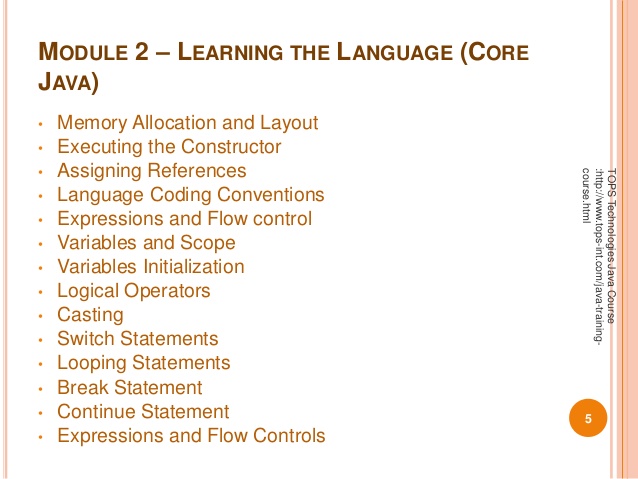 MODULE 2 – LEARNING THE LANGUAGE (CORE
JAVA)
• Memory Allocation and Layout
• Executing the Constructor
• Assigning References
• Language Coding Conventions
• Expressions and Flow control
• Variables and Scope
• Variables Initialization
• Logical Operators
• Casting
• Switch Statements
• Looping Statements
• Break Statement
• Continue Statement
• Expressions and Flow Controls
TOPS Technologies Java Course
:http://www.tops-int.com/java-training-
course.html
5